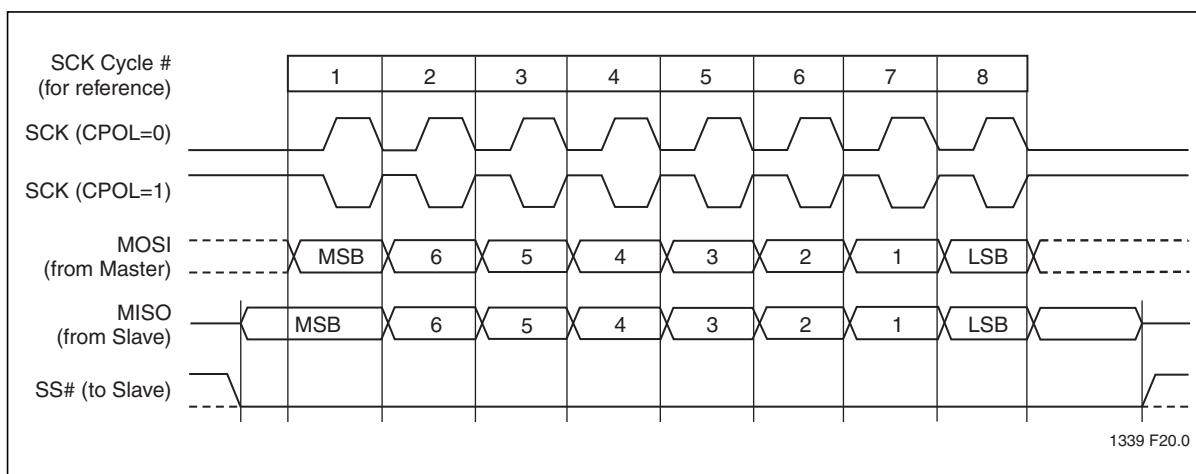 SCK Cycle #
(for reference)
1 2 3 4 5 6 7 8
SCK (CPOL=0)
SCK (CPOL=1)
MOSI
(from Master)
MSB 6 5 4 3 2 1 LSB
MISO
(from Slave)
MSB 6 5 4 3 2 1 LSB
SS# (to Slave)
1339 F20.0